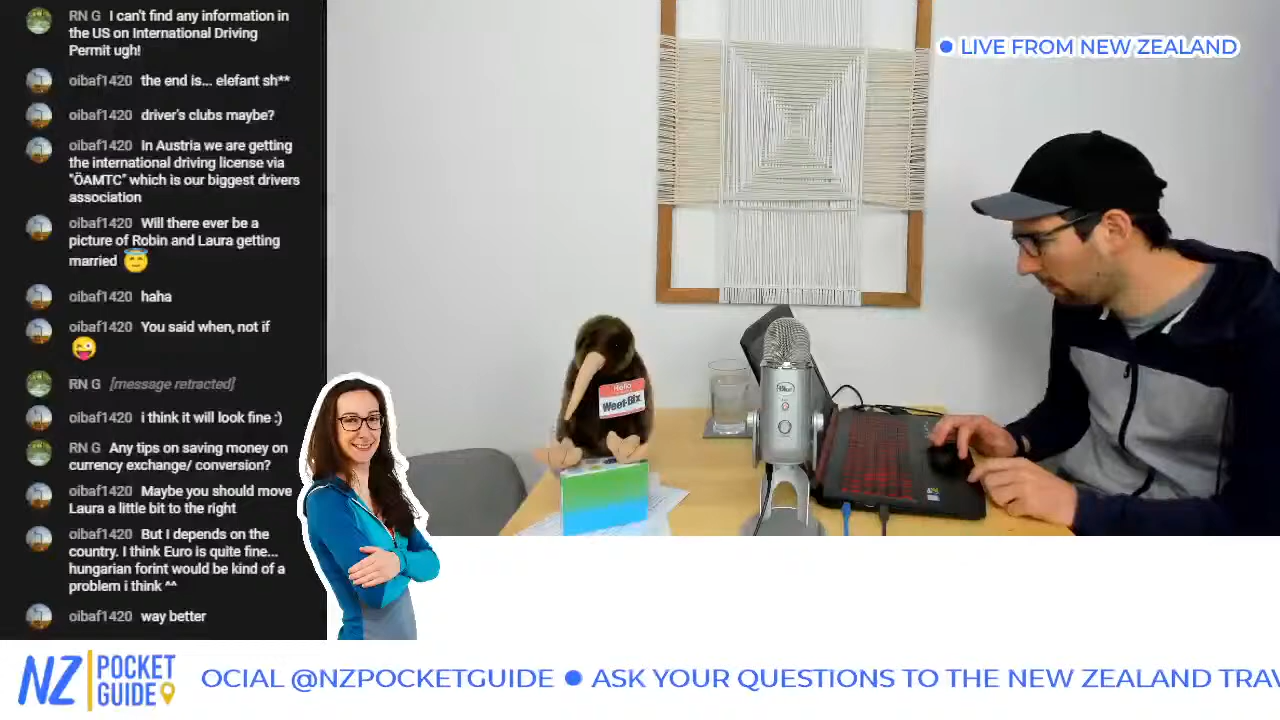 RN G I can't find any information in
the US on International Driving
Permit ugh!
oibaf1420 the end is... elefant sh**
oibaf1420 driver's clubs maybe?
oibaf1420 In Austria we are getting
the international driving license via
"ÖAMTC" which is our biggest drivers
association
oibaf1420 Will there ever be a
picture of Robin and Laura getting
married 😇
oibaf1420 haha
oibaf1420 You said when, not if
😜
RN G [message retracted]
oibaf1420 i think it will look fine :)
RN G Any tips on saving money on
currency exchange/ conversion?
oibaf1420 Maybe you should move
Laura a little bit to the right
oibaf1420 But I depends on the
country. I think Euro is quite fine...
hungarian forint would be kind of a
problem i think ^^
oibaf1420 way better
LIVE FROM NEW ZEALAND
Hello
Weet-Bix
Blue
NZ POCKET
GUIDE
OCIAL @NZPOCKETGUIDE ● ASK YOUR QUESTIONS TO THE NEW ZEALAND TRAV